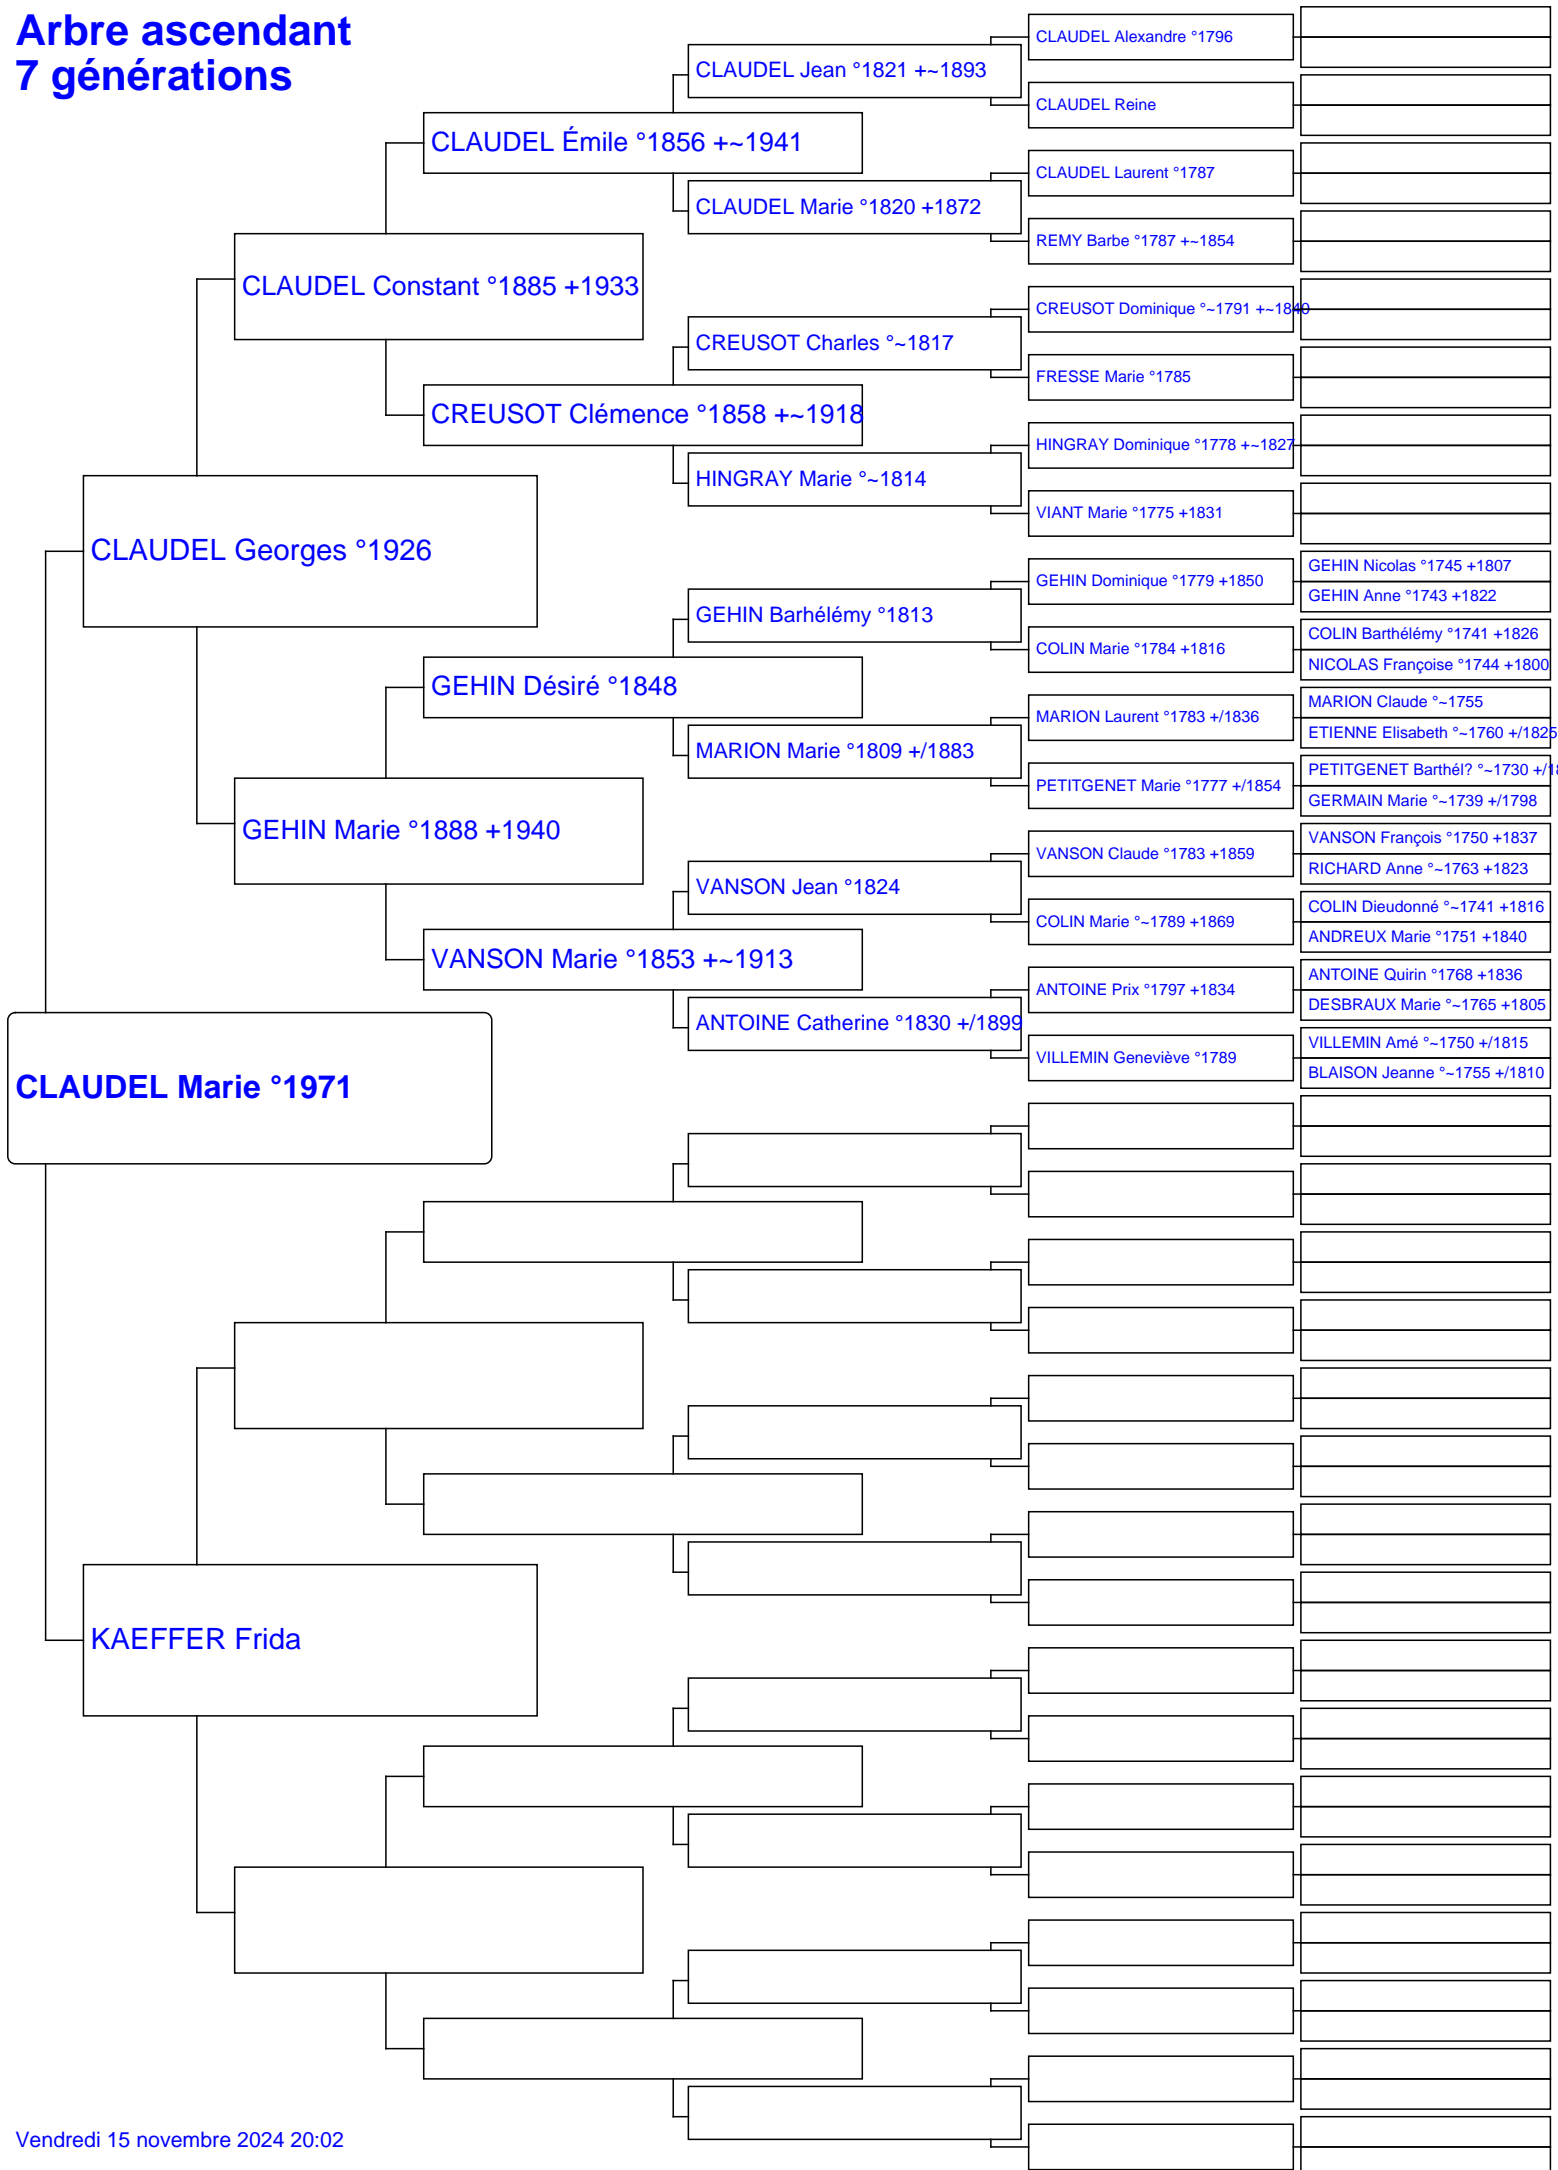 Arbre ascendant
7 générations
CLAUDEL Marie °1971
CLAUDEL Georges °1926
KAEFFER Frida
CLAUDEL Constant °1885 +1933
GEHIN Marie °1888 +1940
CLAUDEL Émile °1856 +~1941
CREUSOT Clémence °1858 +~1918
GEHIN Désiré °1848
VANSON Marie °1853 +~1913
CLAUDEL Jean °1821 +~1893
CLAUDEL Marie °1820 +1872
CREUSOT Charles °~1817
HINGRAY Marie °~1814
GEHIN Barhélémy °1813
MARION Marie °1809 +/1883
VANSON Jean °1824
ANTOINE Catherine °1830 +/1899
CLAUDEL Alexandre °1796
CLAUDEL Reine
CLAUDEL Laurent °1787
REMY Barbe °1787 +~1854
CREUSOT Dominique °~1791 +~1840
FRESSE Marie °1785
HINGRAY Dominique °1778 +~1827
VIANT Marie °1775 +1831
GEHIN Dominique °1779 +1850
COLIN Marie °1784 +1816
MARION Laurent °1783 +/1836
PETITGENET Marie °1777 +/1854
VANSON Claude °1783 +1859
COLIN Marie °~1789 +1869
ANTOINE Prix °1797 +1834
VILLEMIN Geneviève °1789
GEHIN Nicolas °1745 +1807
GEHIN Anne °1743 +1822
COLIN Barthélémy °1741 +1826
NICOLAS Françoise °1744 +1800
MARION Claude °~1755
ETIENNE Elisabeth °~1760 +/1825
PETITGENET Barthél? °~1730 +/1
GERMAIN Marie °~1739 +/1798
VANSON François °1750 +1837
RICHARD Anne °~1763 +1823
COLIN Dieudonné °~1741 +1816
ANDREUX Marie °1751 +1840
ANTOINE Quirin °1768 +1836
DESBRAUX Marie °~1765 +1805
VILLEMIN Amé °~1750 +/1815
BLAISON Jeanne °~1755 +/1810
Vendredi 15 novembre 2024 20:02